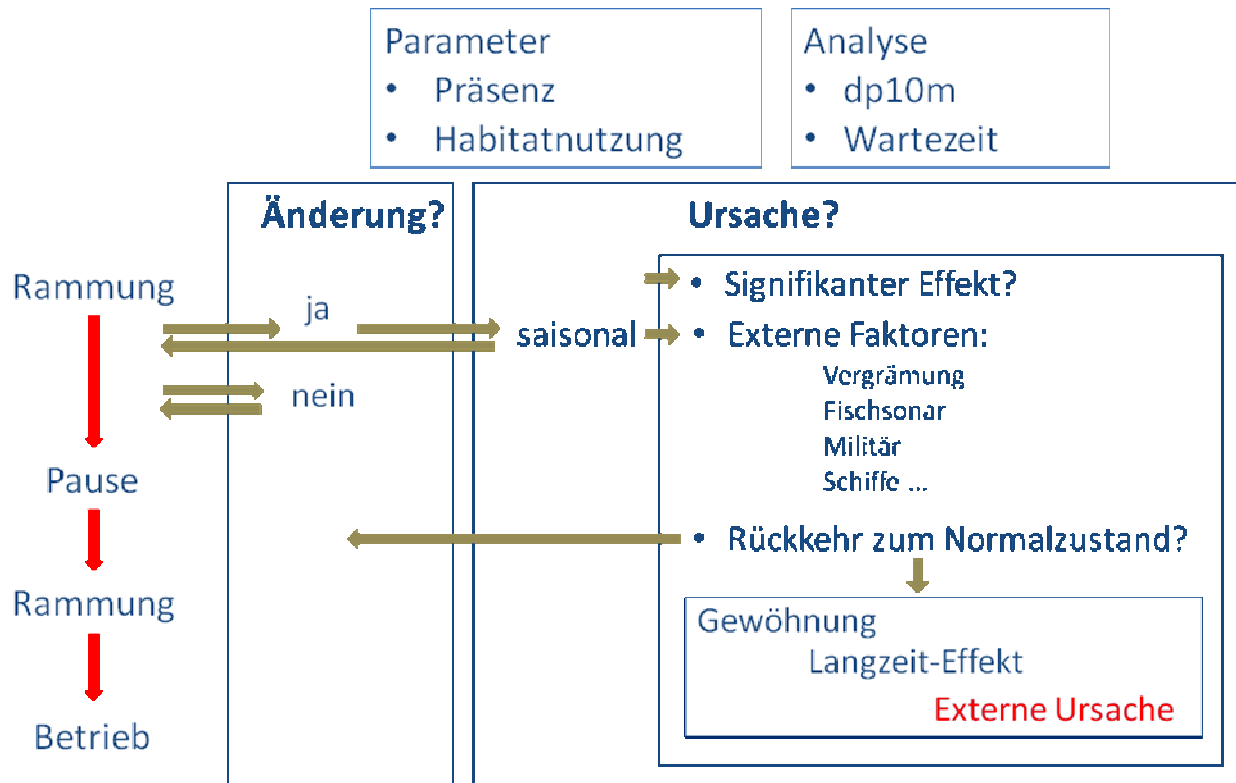 Parameter
• Präsenz
• Habitatnutzung
Analyse
• dp10m
• Wartezeit
Änderung?
Ursache?
Rammung
ja
nein
saisonal
• Signifikanter Effekt?
• Externe Faktoren:
Vergrämung
Fischsonar
Militär
Schiffe ...
Pause
• Rückkehr zum Normalzustand?
Rammung
Gewöhnung
Langzeit-Effekt
Externe Ursache
Betrieb